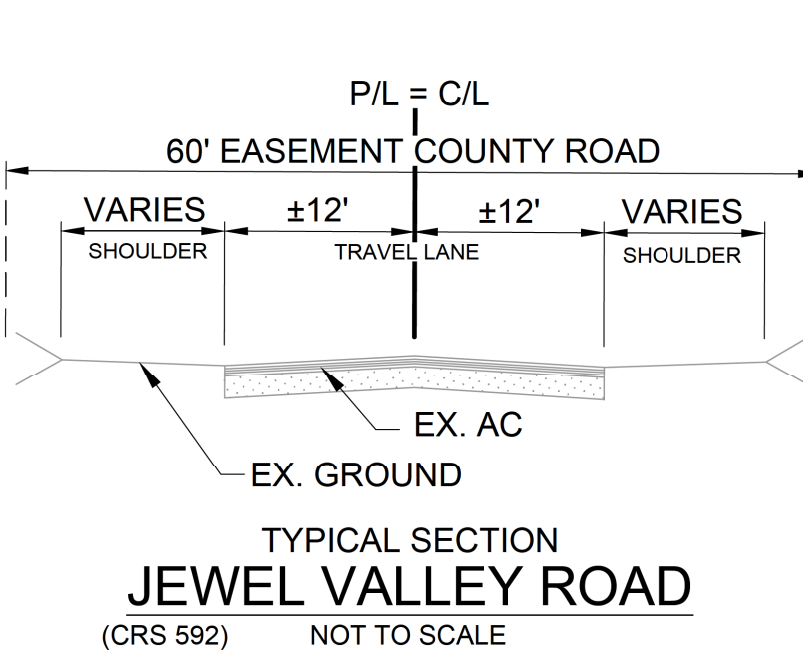 P/L = C/L
60' EASEMENT COUNTY ROAD
VARIES ±12' ±12' VARIES
SHOULDER TRAVEL LANE SHOULDER
EX. AC
EX. GROUND
TYPICAL SECTION
JEWEL VALLEY ROAD
(CRS 592) NOT TO SCALE